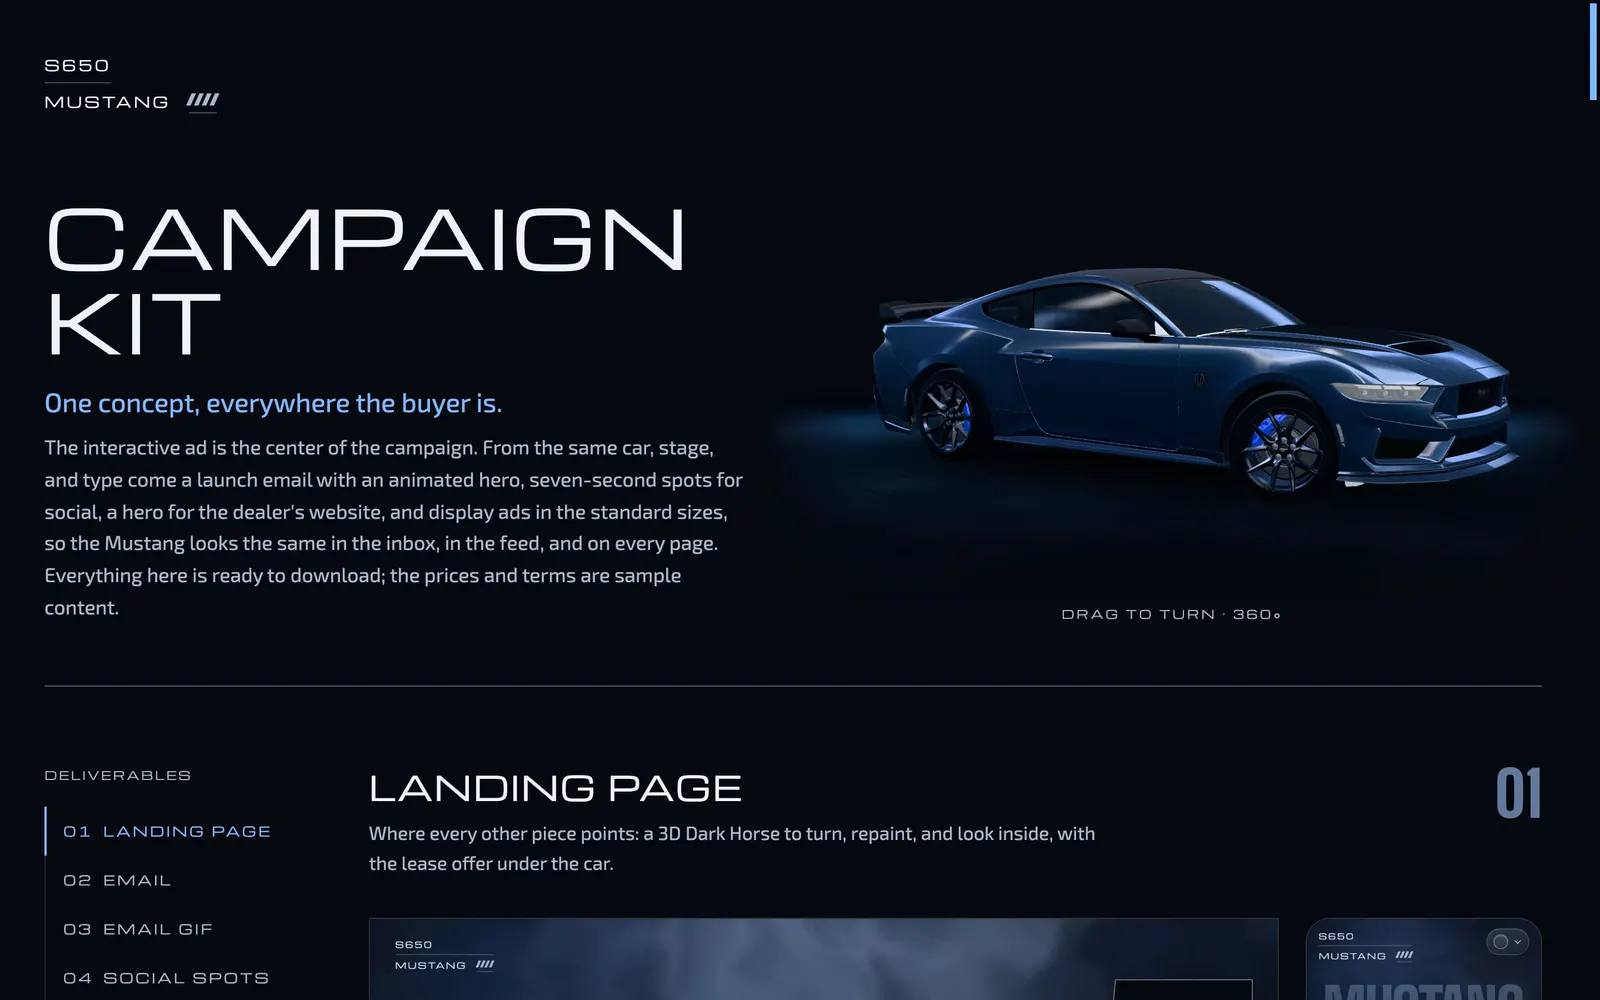 S650
MUSTANG
CAMPAIGN
KIT
One concept, everywhere the buyer is.
The interactive ad is the center of the campaign. From the same car, stage,
and type come a launch email with an animated hero, seven-second spots for
social, a hero for the dealer's website, and display ads in the standard sizes,
so the Mustang looks the same in the inbox, in the feed, and on every page.
Everything here is ready to download; the prices and terms are sample
content.
DRAG TO TURN · 360°
DELIVERABLES
01 LANDING PAGE
02 EMAIL
03 EMAIL GIF
04 SOCIAL SPOTS
LANDING PAGE
01
Where every other piece points: a 3D Dark Horse to turn, repaint, and look inside, with
the lease offer under the car.
S650
MUSTANG
S650
MUSTANG
MUSTANG